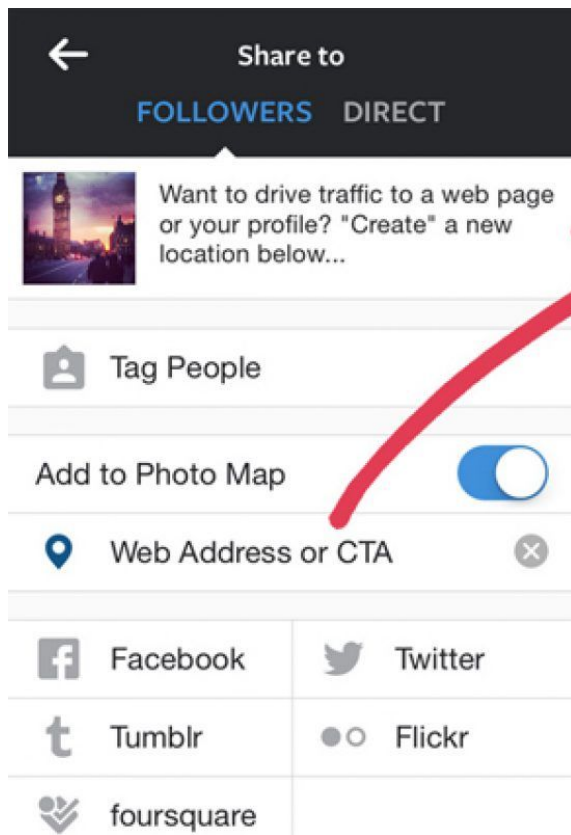 Share to
FOLLOWERS DIRECT
Want to drive traffic to a web page
or your profile? "Create" a new
location below...
Tag People
Add to Photo Map
Web Address or CTA
Facebook Twitter
Tumblr Flickr
foursquare